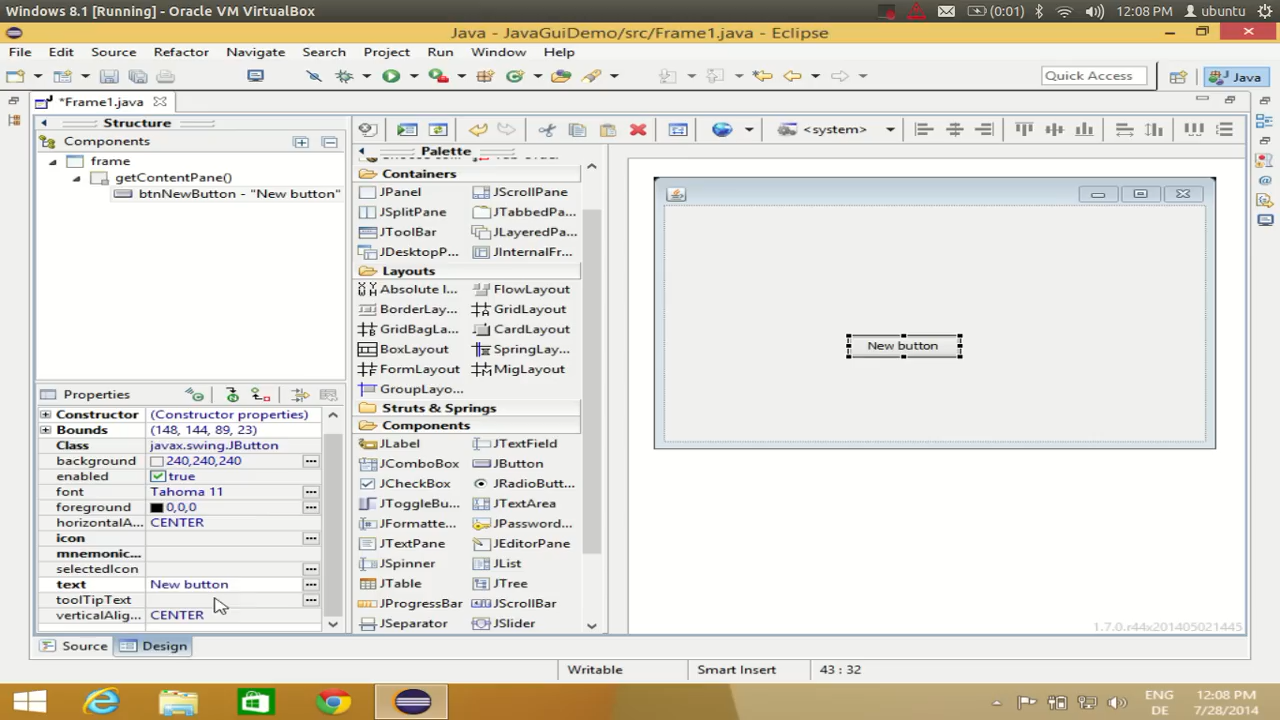 Windows 8.1 [Running] - Oracle VM VirtualBox
(0:01)
12:08 PM
ubuntu
Java - JavaGuiDemo/src/Frame1.java - Eclipse
File Edit Source Refactor Navigate Search Project Run Window Help
Quick Access
Java
*Frame1.java
Structure
Components
frame
getContentPane()
btnNewButton - "New button"
Properties
Constructor (Constructor properties)
Bounds (148, 144, 89, 23)
Class javax.swing.JButton
background 240,240,240
enabled true
font Tahoma 11
foreground 0,0,0
horizontalA... CENTER
icon
mnemonic...
selectedIcon
text New button
toolTipText
verticalAlig... CENTER
Source Design
<system>
Palette
Containers
JPanel JScrollPane
JSplitPane JTabbedPa...
JToolBar JLayeredPa...
JDesktopP... JInternalFr...
Layouts
Absolute l... FlowLayout
BorderLay... GridLayout
GridBagLa... CardLayout
BoxLayout SpringLay...
FormLayout MigLayout
GroupLayo...
Struts & Springs
Components
JLabel JTextField
JComboBox JButton
JCheckBox JRadioButt...
JToggleBu... JTextArea
JFormatte... JPassword...
JTextPane JEditorPane
JSpinner JList
JTable JTree
JProgressBar JScrollBar
JSeparator JSlider
New button
1.7.0.r44x201405021445
Writable Smart Insert 43 : 32
ENG
DE
12:08 PM
7/28/2014